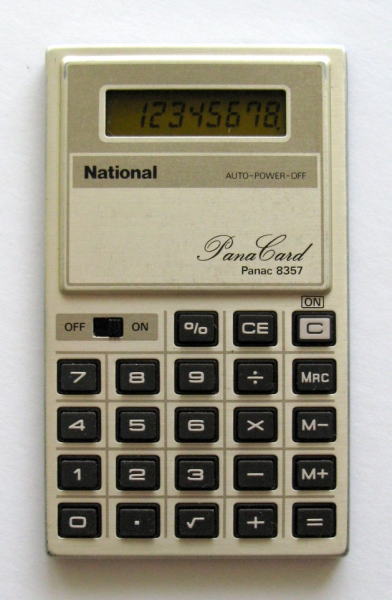 12345678.
National AUTO-POWER-OFF
PanaCard
Panac 8357
ON
OFF ON % CE C
7 8 9 ÷ MRC
4 5 6 × M−
1 2 3 − M+
0 . √ + =